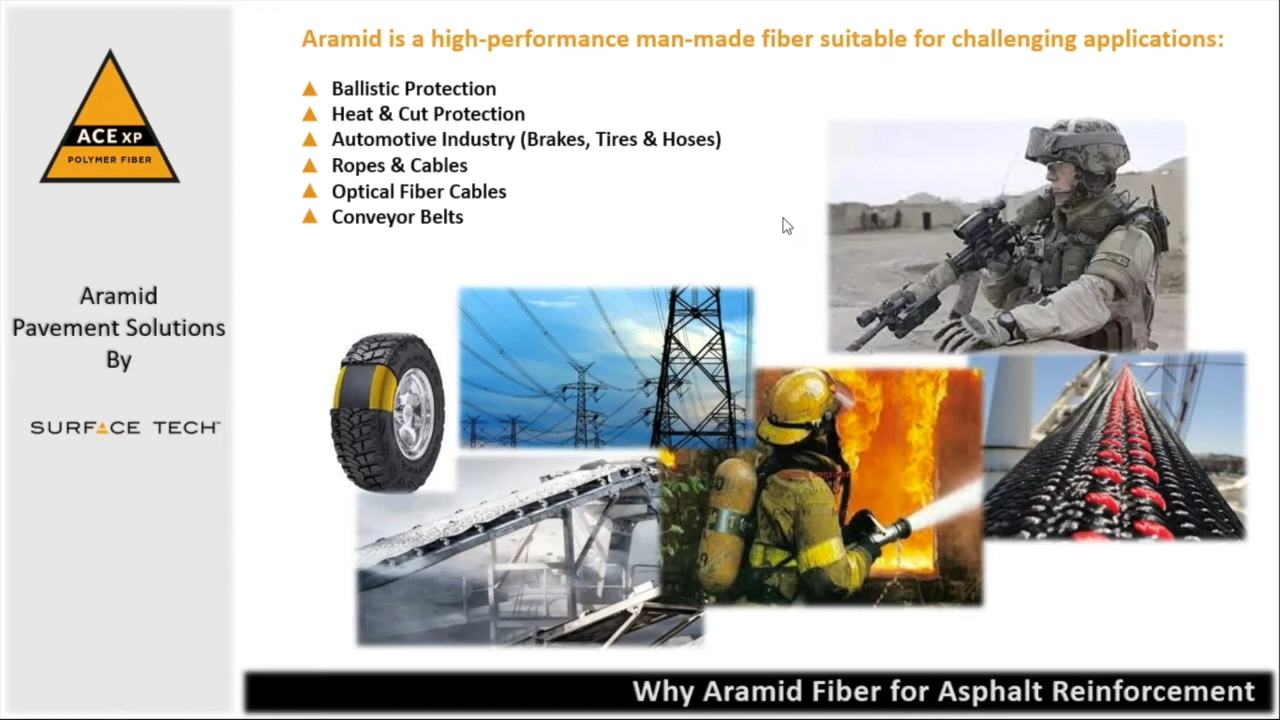 Aramid is a high-performance man-made fiber suitable for challenging applications:
Ballistic Protection
Heat & Cut Protection
Automotive Industry (Brakes, Tires & Hoses)
Ropes & Cables
Optical Fiber Cables
Conveyor Belts
ACE XP
POLYMER FIBER
Aramid
Pavement Solutions
By
SURFACE TECH
Why Aramid Fiber for Asphalt Reinforcement